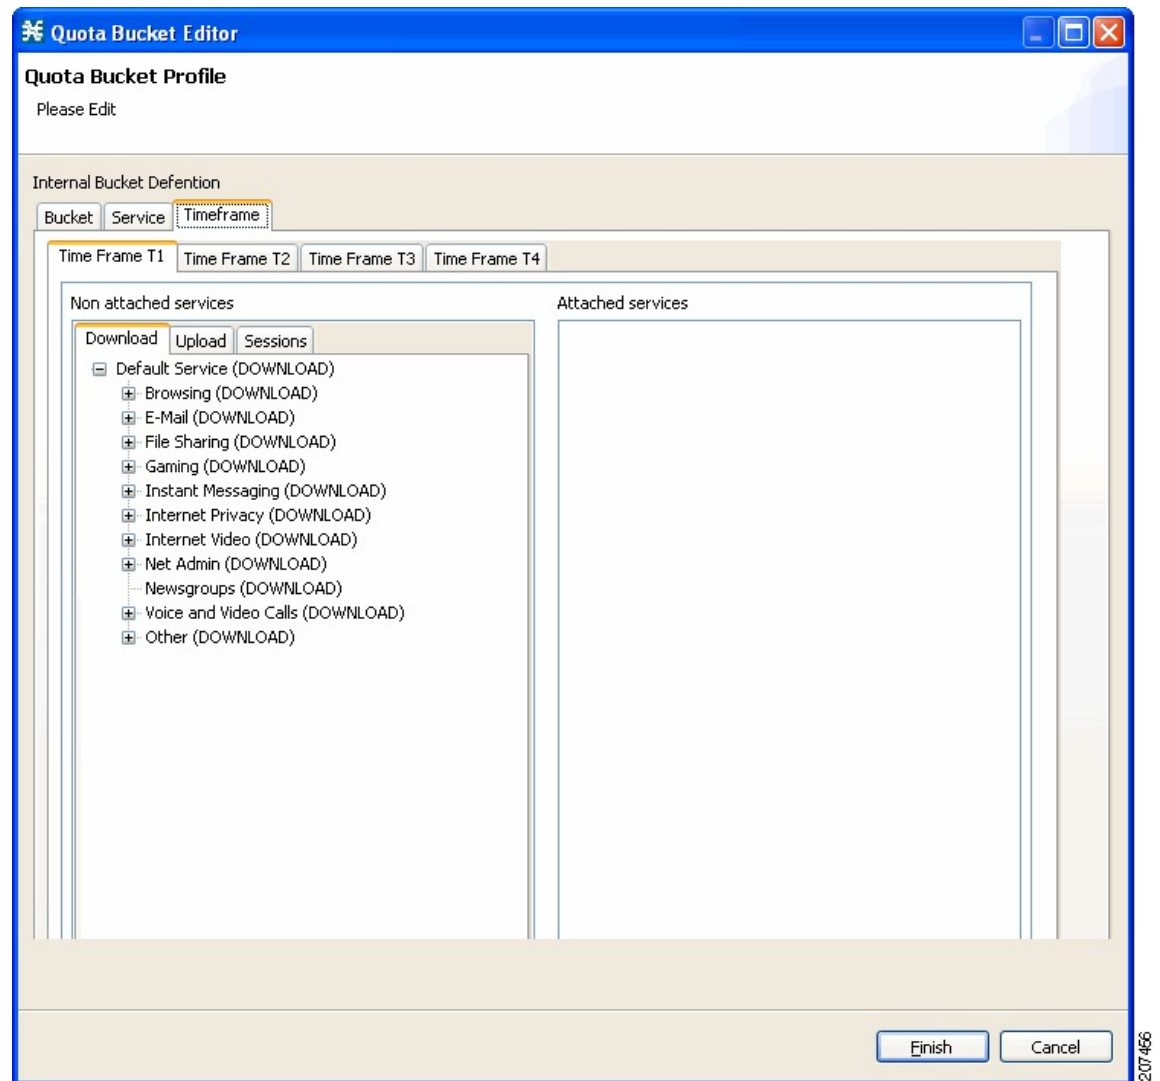 Quota Bucket Editor
Quota Bucket Profile
Please Edit
Internal Bucket Defention
Bucket Service Timeframe
Time Frame T1 Time Frame T2 Time Frame T3 Time Frame T4
Non attached services Attached services
Download Upload Sessions
Default Service (DOWNLOAD)
Browsing (DOWNLOAD)
E-Mail (DOWNLOAD)
File Sharing (DOWNLOAD)
Gaming (DOWNLOAD)
Instant Messaging (DOWNLOAD)
Internet Privacy (DOWNLOAD)
Internet Video (DOWNLOAD)
Net Admin (DOWNLOAD)
Newsgroups (DOWNLOAD)
Voice and Video Calls (DOWNLOAD)
Other (DOWNLOAD)
Finish Cancel
207466